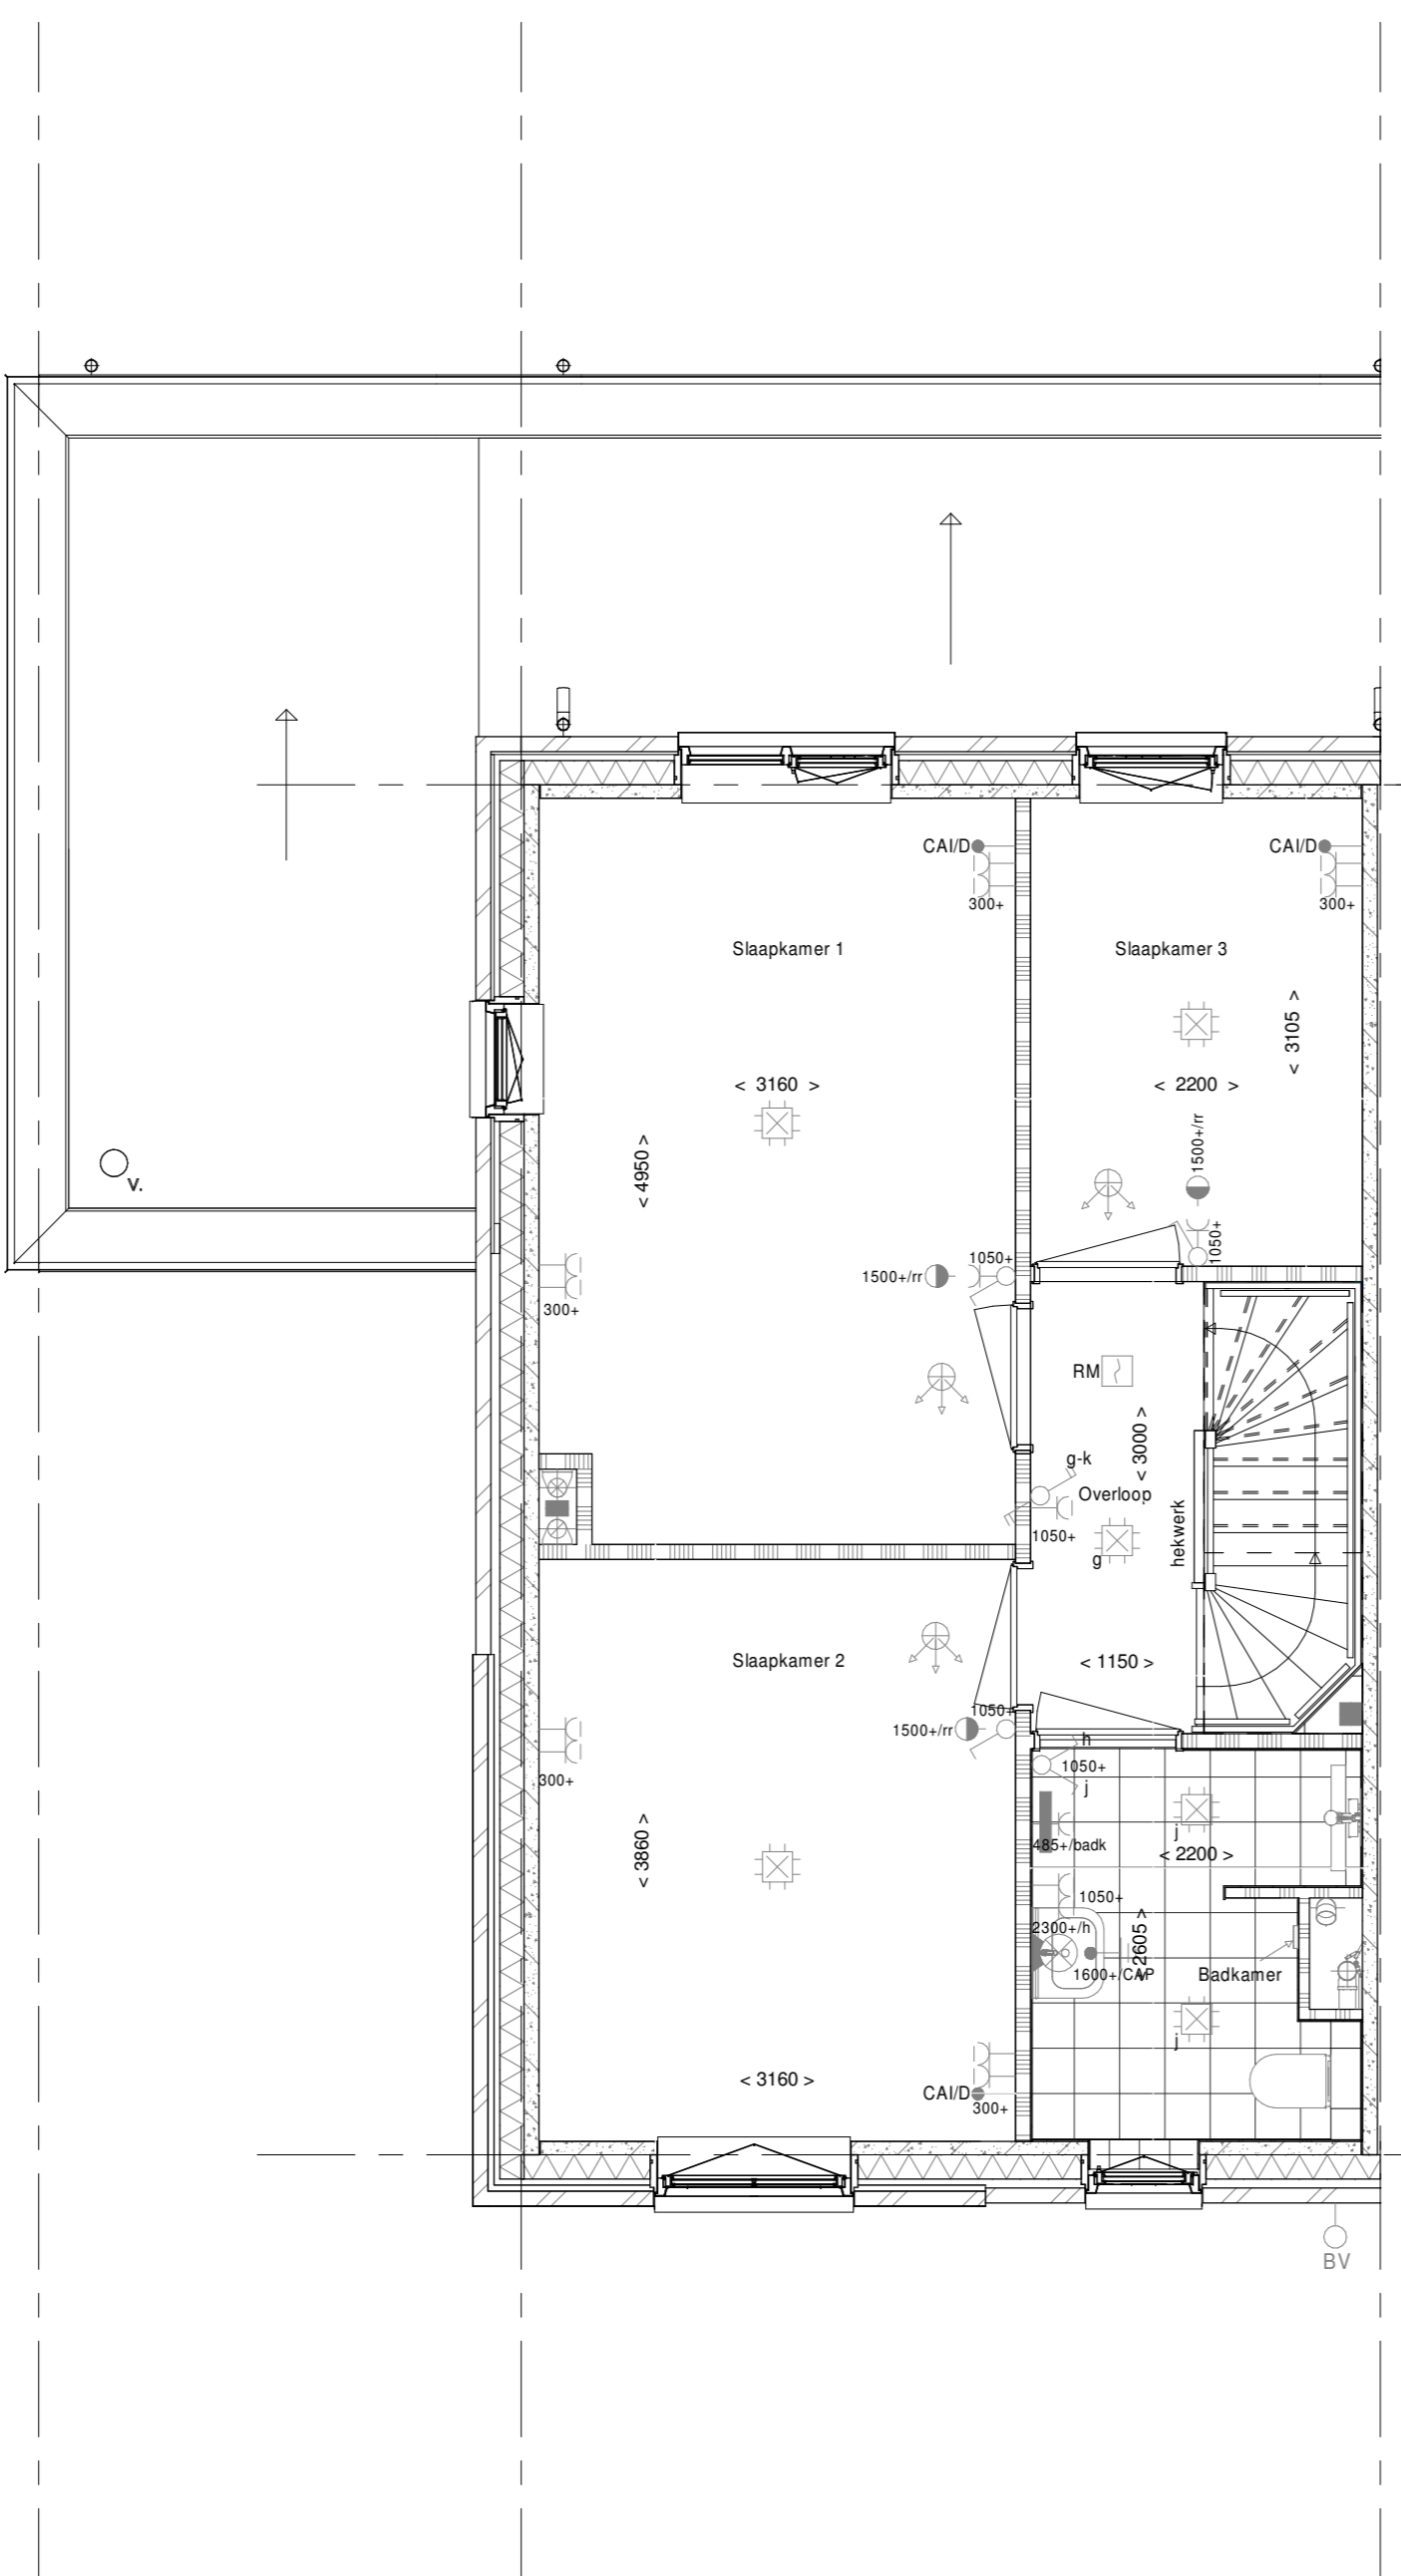 CAI/D
CAI/D
300+
300+
Slaapkamer 1
Slaapkamer 3
< 3105 >
< 3160 >
< 2200 >
1500+/rr
< 4950 >
V.
1050+
1050+
1500+/rr
300+
RM
< 3000 >
g-k
Overloop
1050+
hekwerk
g
Slaapkamer 2
< 1150 >
1050+
1500+/rr
h
1050+
300+
j
j
485+/badk
< 3860 >
< 2200 >
1050+
2300+/h
< 2605 >
1600+/CAP
Badkamer
j
< 3160 >
CAI/D
300+
BV